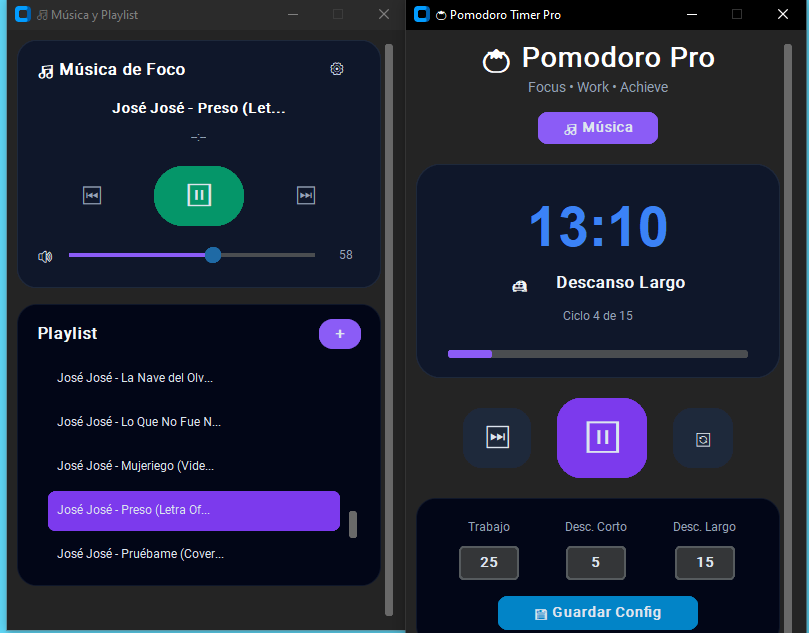 Música y Playlist
Música de Foco
José José - Preso (Let...
--:--
58
Playlist
+
José José - La Nave del Olv...
José José - Lo Que No Fue N...
José José - Mujeriego (Vide...
José José - Preso (Letra Of...
José José - Pruébame (Cover...
Pomodoro Timer Pro
Pomodoro Pro
Focus • Work • Achieve
Música
13:10
Descanso Largo
Ciclo 4 de 15
Trabajo Desc. Corto Desc. Largo
25 5 15
Guardar Config